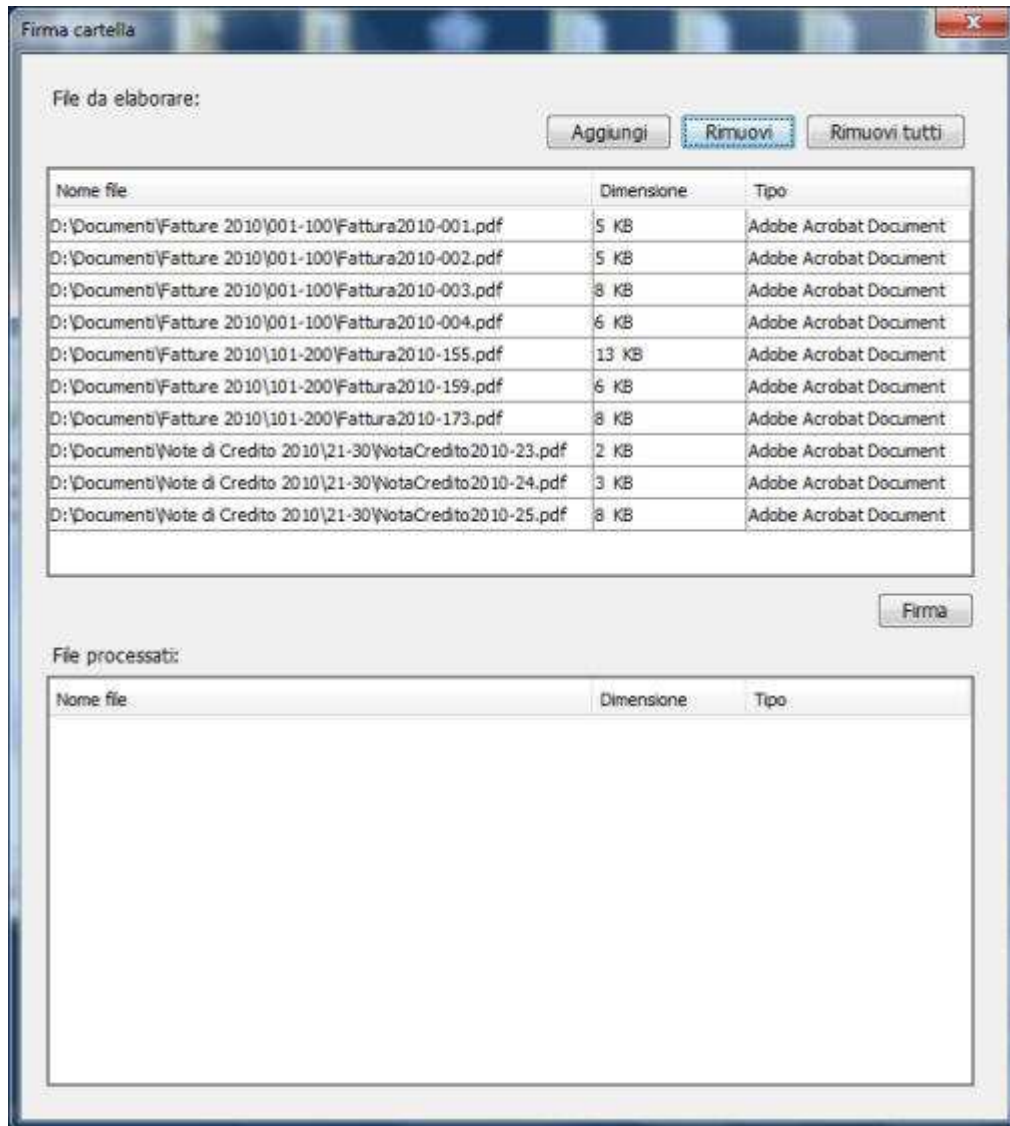 Firma cartella
File da elaborare:
Aggiungi Rimuovi Rimuovi tutti
Nome file Dimensione Tipo
D:\Documenti\Fatture 2010\001-100\Fattura2010-001.pdf 5 KB Adobe Acrobat Document
D:\Documenti\Fatture 2010\001-100\Fattura2010-002.pdf 5 KB Adobe Acrobat Document
D:\Documenti\Fatture 2010\001-100\Fattura2010-003.pdf 8 KB Adobe Acrobat Document
D:\Documenti\Fatture 2010\001-100\Fattura2010-004.pdf 6 KB Adobe Acrobat Document
D:\Documenti\Fatture 2010\101-200\Fattura2010-155.pdf 13 KB Adobe Acrobat Document
D:\Documenti\Fatture 2010\101-200\Fattura2010-159.pdf 6 KB Adobe Acrobat Document
D:\Documenti\Fatture 2010\101-200\Fattura2010-173.pdf 8 KB Adobe Acrobat Document
D:\Documenti\Note di Credito 2010\21-30\NotaCredito2010-23.pdf 2 KB Adobe Acrobat Document
D:\Documenti\Note di Credito 2010\21-30\NotaCredito2010-24.pdf 3 KB Adobe Acrobat Document
D:\Documenti\Note di Credito 2010\21-30\NotaCredito2010-25.pdf 8 KB Adobe Acrobat Document
Firma
File processati:
Nome file Dimensione Tipo